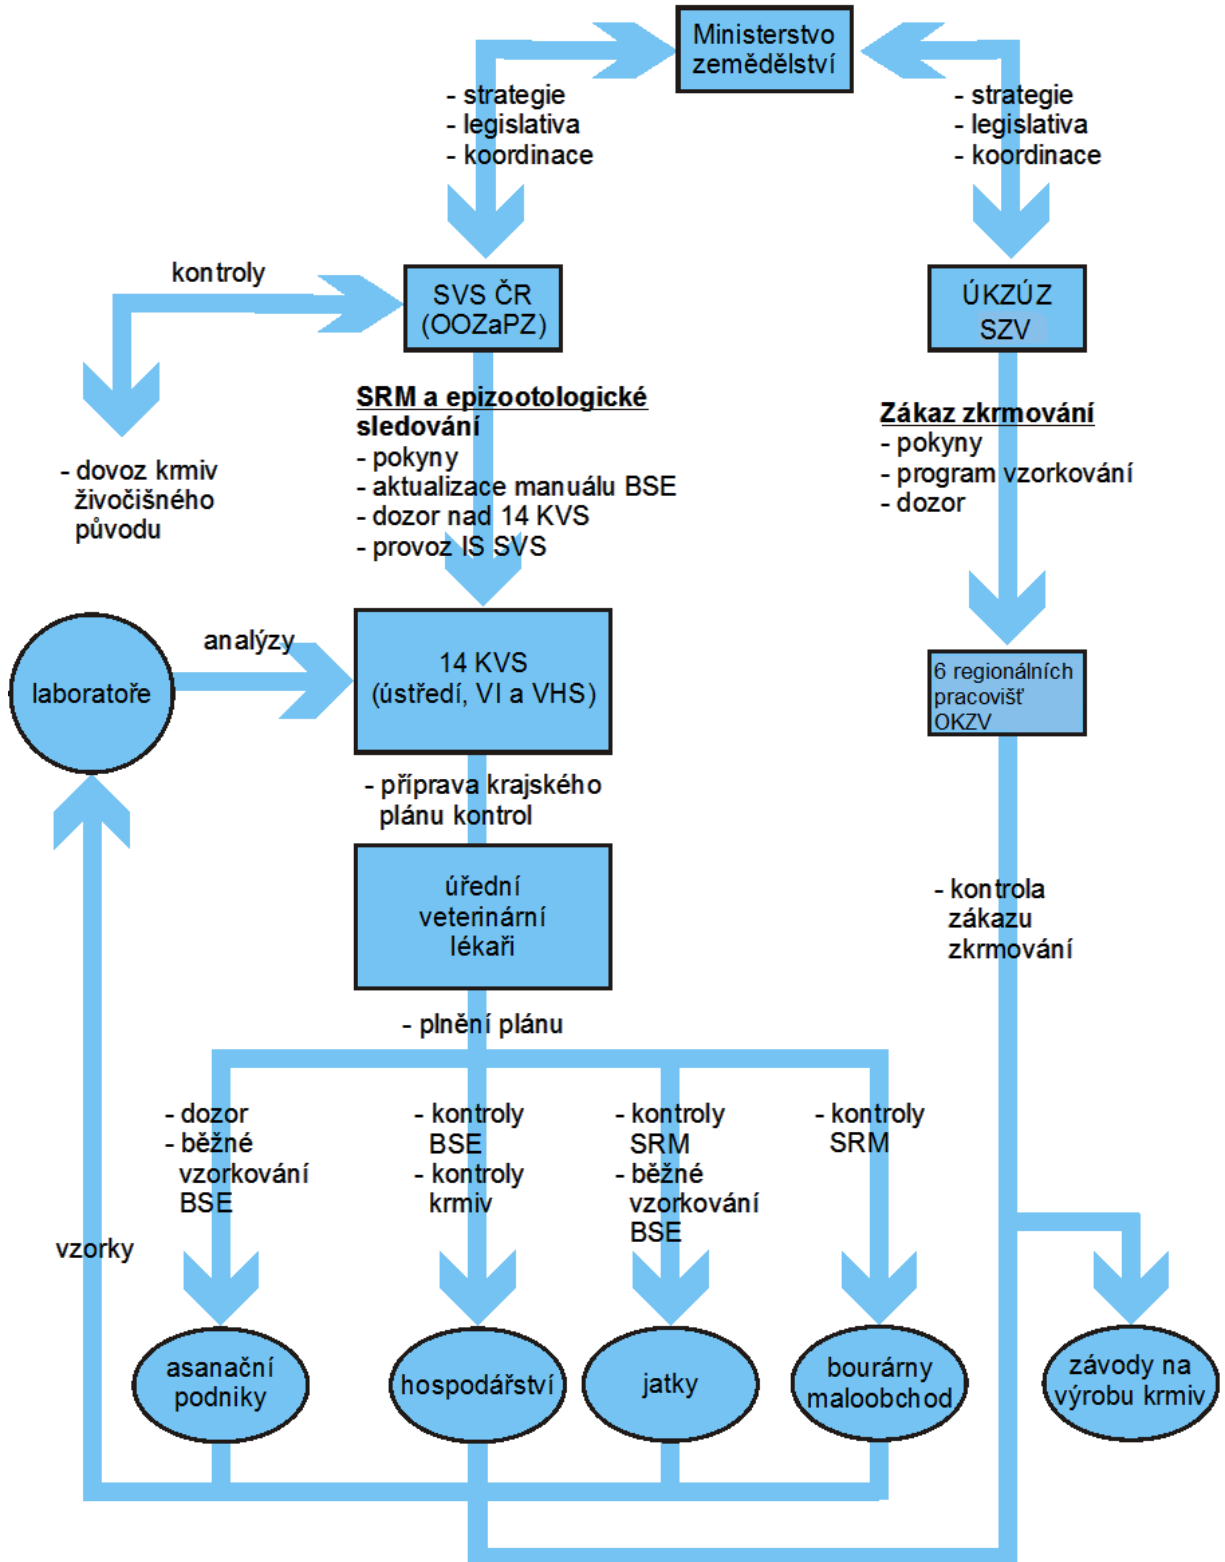 Ministerstvo
zemědělství
- strategie
- legislativa
- koordinace
- strategie
- legislativa
- koordinace
kontroly
SVS ČR
(OOZaPZ)
ÚKZÚZ
SZV
- dovoz krmiv
živočišného
původu
SRM a epizootologické
sledování
- pokyny
- aktualizace manuálu BSE
- dozor nad 14 KVS
- provoz IS SVS
Zákaz zkrmování
- pokyny
- program vzorkování
- dozor
laboratoře
analýzy
14 KVS
(ústředí, VI a VHS)
6 regionálních
pracovišť
OKZV
- příprava krajského
plánu kontrol
úřední
veterinární
lékaři
- kontrola
zákazu
zkrmování
- plnění plánu
- dozor
- běžné
vzorkování
BSE
- kontroly
BSE
- kontroly
krmiv
- kontroly
SRM
- běžné
vzorkování
BSE
- kontroly
SRM
vzorky
asanační
podniky
hospodářství
jatky
bourárny
maloobchod
závody na
výrobu krmiv